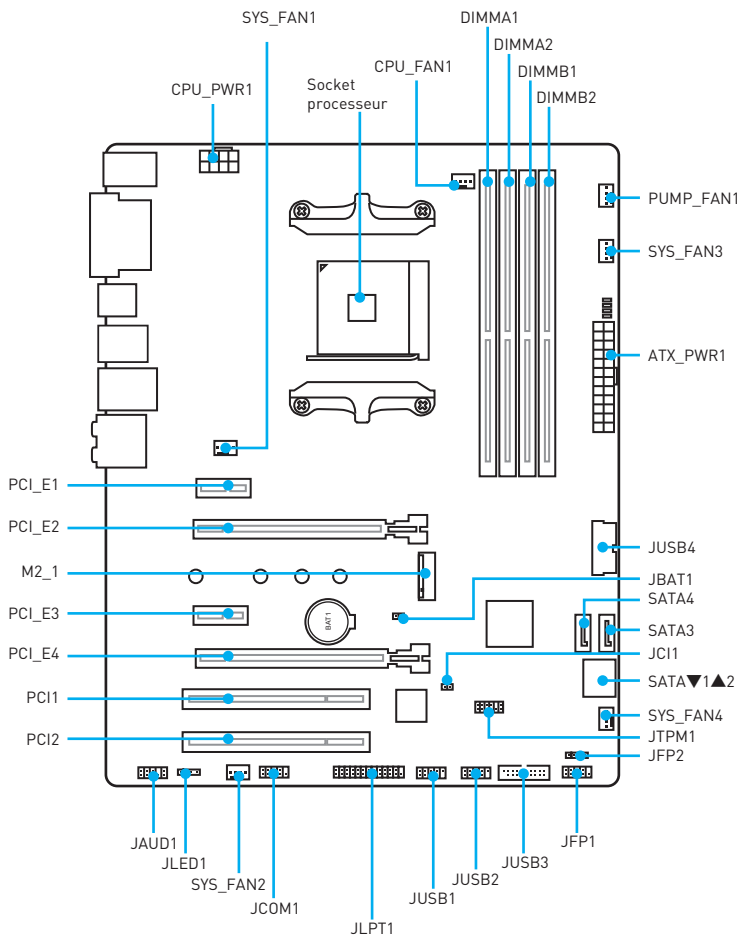 SYS_FAN1
DIMMA1
DIMMA2
CPU_FAN1
DIMMB1
Socket
processeur
CPU_PWR1
DIMMB2
PUMP_FAN1
SYS_FAN3
ATX_PWR1
PCI_E1
PCI_E2
JUSB4
M2_1
JBAT1
SATA4
PCI_E3
BAT1
SATA3
PCI_E4
JCI1
SATA▼1▲2
PCI1
SYS_FAN4
JTPM1
PCI2
JFP2
JAUD1
JLED1
SYS_FAN2
JCOM1
JLPT1
JUSB1
JUSB2
JUSB3
JFP1